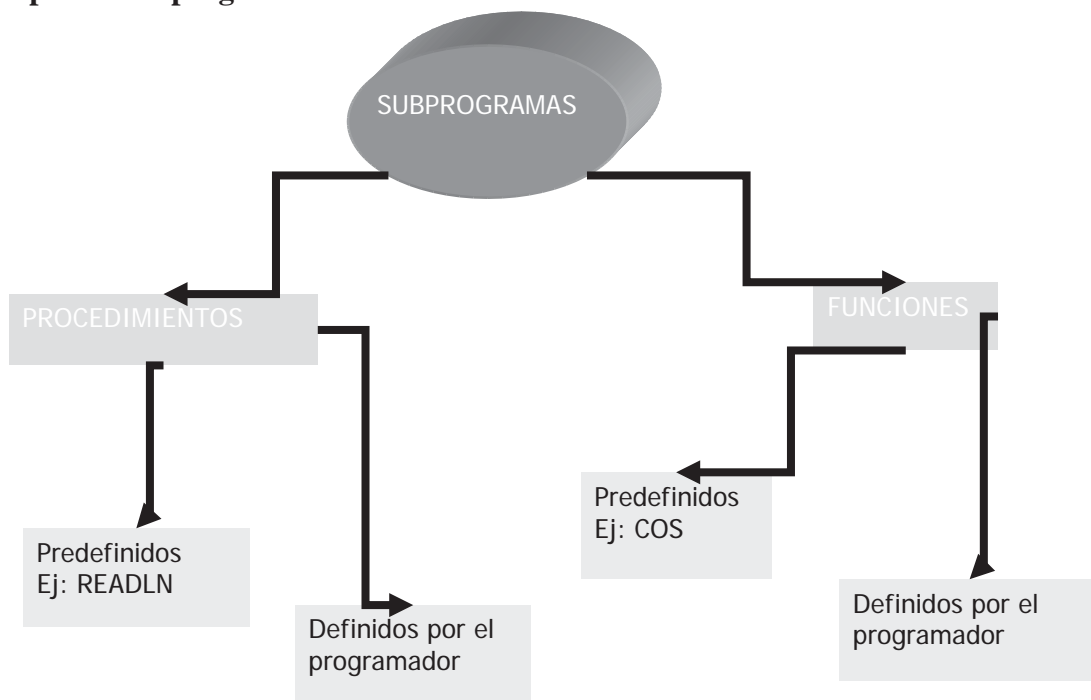 SUBPROGRAMAS
PROCEDIMIENTOS
FUNCIONES
Predefinidos
Ej: COS
Predefinidos
Ej: READLN
Definidos por el
programador
Definidos por el
programador